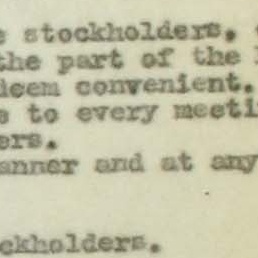 stockholders.
the part of the
deem convenient.
to every meeti
ers.
anner and at any
ckholders.